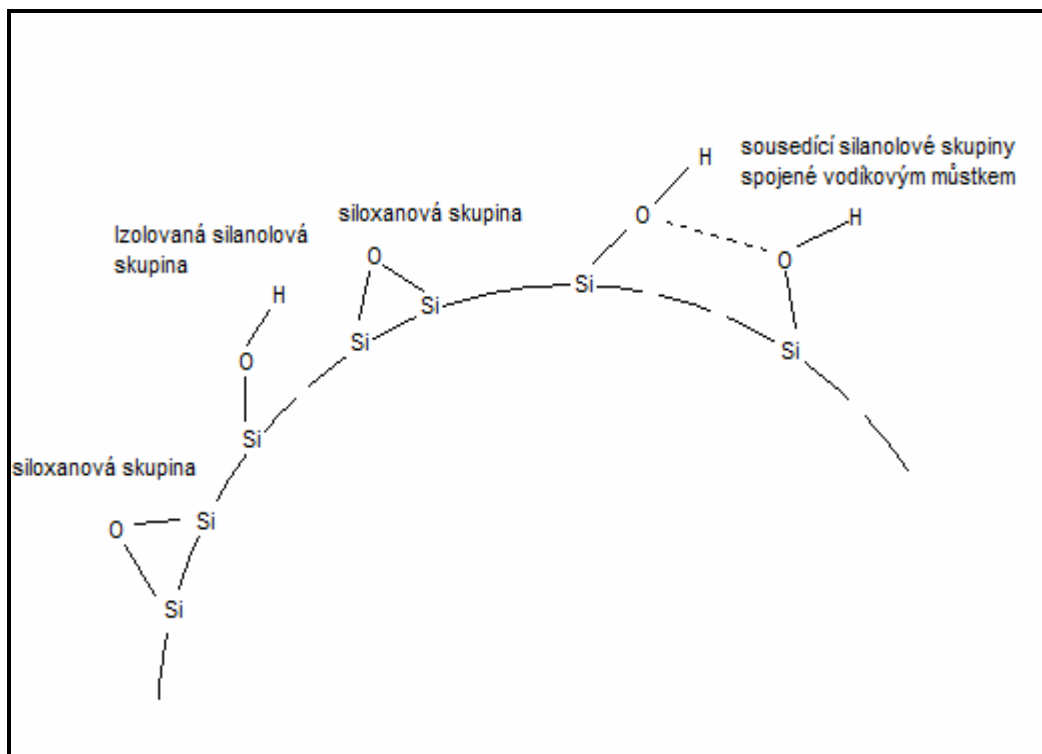 sousedící silanolové skupiny
spojené vodíkovým můstkem
H
H
siloxanová skupina
O
Izolovaná silanolová
skupina
O
O
H
Si
Si
Si
Si
O
Si
siloxanová skupina
O
Si
Si